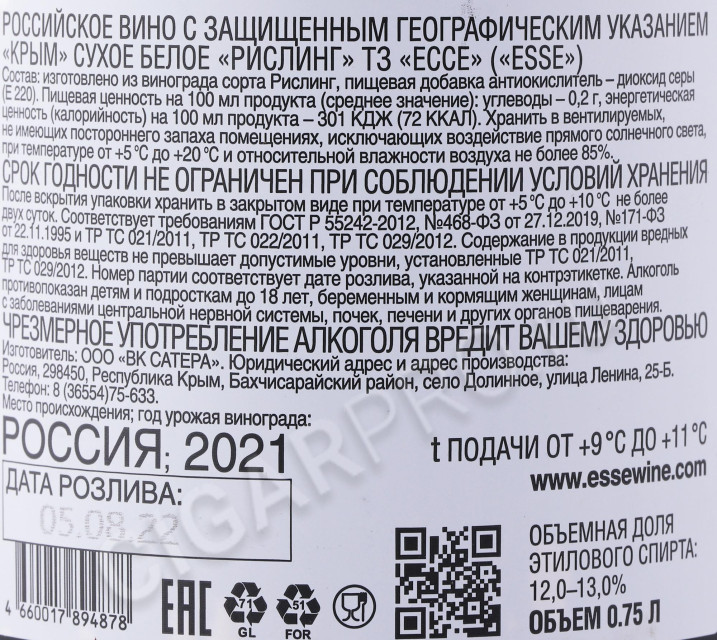 РОССИЙСКОЕ ВИНО С ЗАЩИЩЕННЫМ ГЕОГРАФИЧЕСКИМ УКАЗАНИЕМ
«КРЫМ» СУХОЕ БЕЛОЕ «РИСЛИНГ» ТЗ «ЕССЕ» («ESSE»)
Состав: изготовлено из винограда сорта Рислинг, пищевая добавка антиокислитель – диоксид серы
(Е 220). Пищевая ценность на 100 мл продукта (среднее значение): углеводы – 0,2 г, энергетическая
ценность (калорийность) на 100 мл продукта – 301 КДЖ (72 ККАЛ). Хранить в вентилируемых,
не имеющих постороннего запаха помещениях, исключающих воздействие прямого солнечного света,
при температуре от +5 °С до +20 °С и относительной влажности воздуха не более 85%.
СРОК ГОДНОСТИ НЕ ОГРАНИЧЕН ПРИ СОБЛЮДЕНИИ УСЛОВИЙ ХРАНЕНИЯ
После вскрытия упаковки хранить в закрытом виде при температуре от +5 °С до +10 °С не более
двух суток. Соответствует требованиям ГОСТ Р 55242-2012, №468-ФЗ от 27.12.2019, №171-ФЗ
от 22.11.1995 и ТР ТС 021/2011, ТР ТС 022/2011, ТР ТС 029/2012. Содержание в продукции вредных
для здоровья веществ не превышает допустимые уровни, установленные ТР ТС 021/2011,
ТР ТС 029/2012. Номер партии соответствует дате розлива, указанной на контрэтикетке. Алкоголь
противопоказан детям и подросткам до 18 лет, беременным и кормящим женщинам, лицам
с заболеваниями центральной нервной системы, почек, печени и других органов пищеварения.
ЧРЕЗМЕРНОЕ УПОТРЕБЛЕНИЕ АЛКОГОЛЯ ВРЕДИТ ВАШЕМУ ЗДОРОВЬЮ
Изготовитель: ООО «ВК САТЕРА». Юридический адрес и адрес производства:
Россия, 298450, Республика Крым, Бахчисарайский район, село Долинное, улица Ленина, 25-Б.
Телефон: 8 (36554)75-633.
Место происхождения; год урожая винограда:
РОССИЯ; 2021
t ПОДАЧИ ОТ +9 °С ДО +11 °С
www.essewine.com
ДАТА РОЗЛИВА:
05.08.22
ОБЪЕМНАЯ ДОЛЯ
ЭТИЛОВОГО СПИРТА:
12,0–13,0%
ОБЪЕМ 0.75 Л
4 660017 894878
EAC
71
GL
51
FOR
CIGARPRO.RU